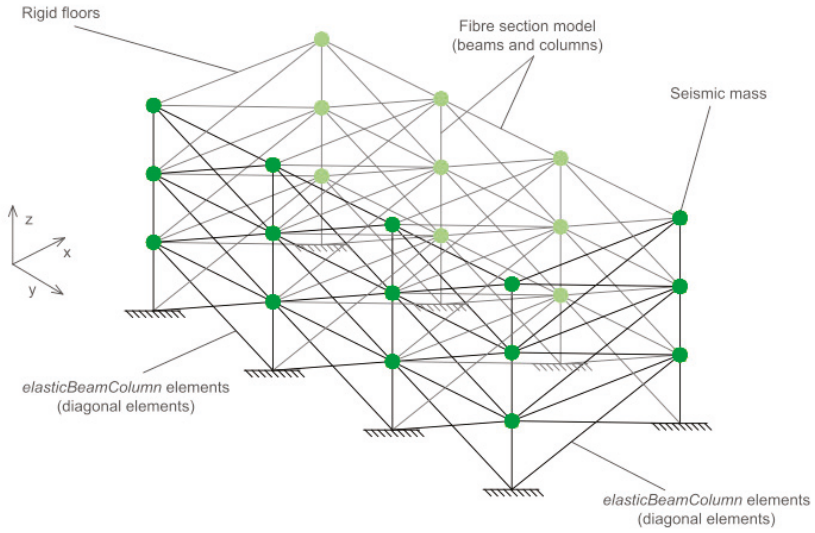 Rigid floors
Fibre section model
(beams and columns)
Seismic mass
z
x
y
elasticBeamColumn elements
(diagonal elements)
elasticBeamColumn elements
(diagonal elements)